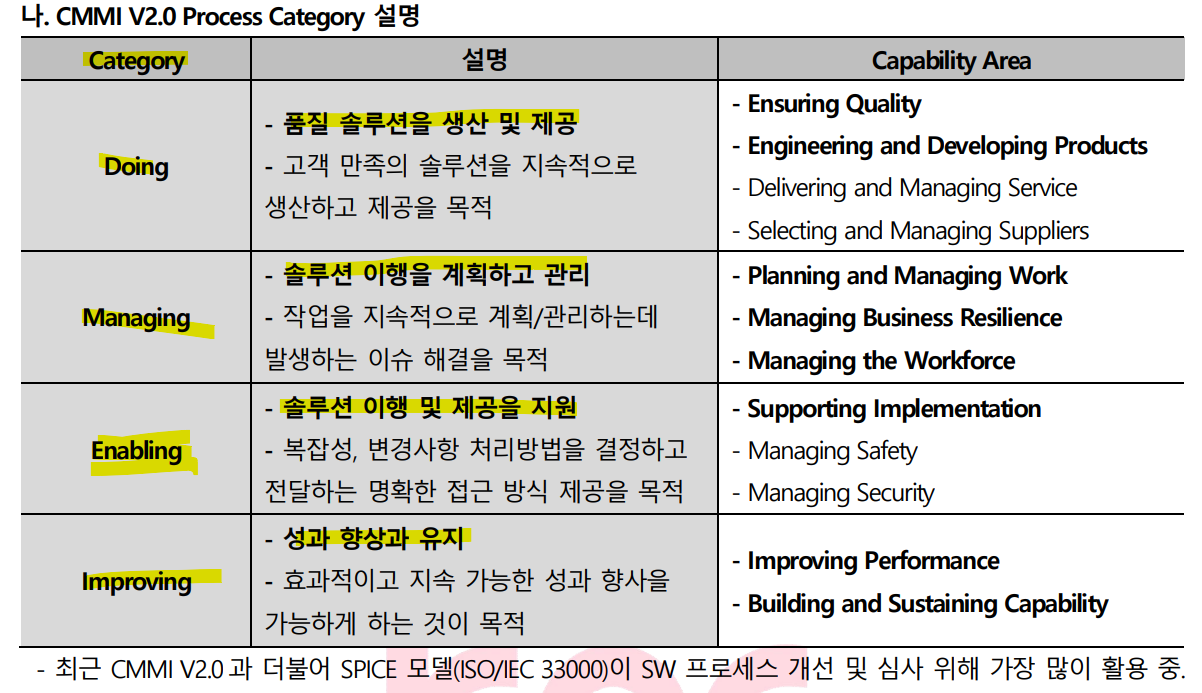 나. CMMI V2.0 Process Category 설명
Category 설명 Capability Area
Doing
- 품질 솔루션을 생산 및 제공
- 고객 만족의 솔루션을 지속적으로
생산하고 제공을 목적
- Ensuring Quality
- Engineering and Developing Products
- Delivering and Managing Service
- Selecting and Managing Suppliers
Managing
- 솔루션 이행을 계획하고 관리
- 작업을 지속적으로 계획/관리하는데
발생하는 이슈 해결을 목적
- Planning and Managing Work
- Managing Business Resilience
- Managing the Workforce
Enabling
- 솔루션 이행 및 제공을 지원
- 복잡성, 변경사항 처리방법을 결정하고
전달하는 명확한 접근 방식 제공을 목적
- Supporting Implementation
- Managing Safety
- Managing Security
Improving
- 성과 향상과 유지
- 효과적이고 지속 가능한 성과 향사을
가능하게 하는 것이 목적
- Improving Performance
- Building and Sustaining Capability
- 최근 CMMI V2.0과 더불어 SPICE 모델(ISO/IEC 33000)이 SW 프로세스 개선 및 심사 위해 가장 많이 활용 중.